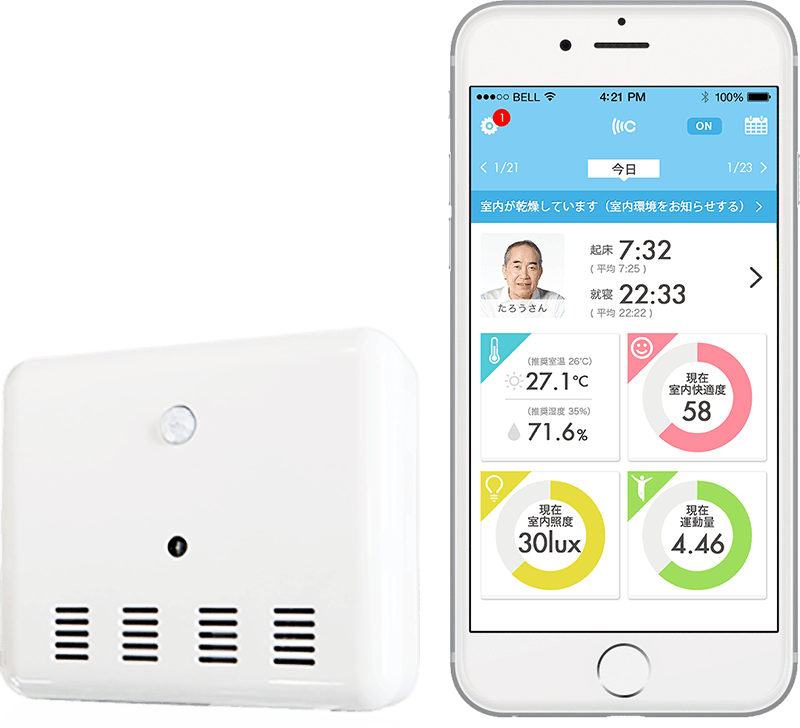 ●●●○○ BELL 4:21 PM 100%
1
C ON
1/21 今日 1/23
室内が乾燥しています（室内環境をお知らせする）
起床 7:32
( 平均 7:25 )
就寝 22:33
( 平均 22:22 )
たろうさん
（推奨室温 26℃）
27.1℃
（推奨湿度 35%）
71.6%
現在
室内快適度
58
現在
室内照度
30lux
現在
運動量
4.46